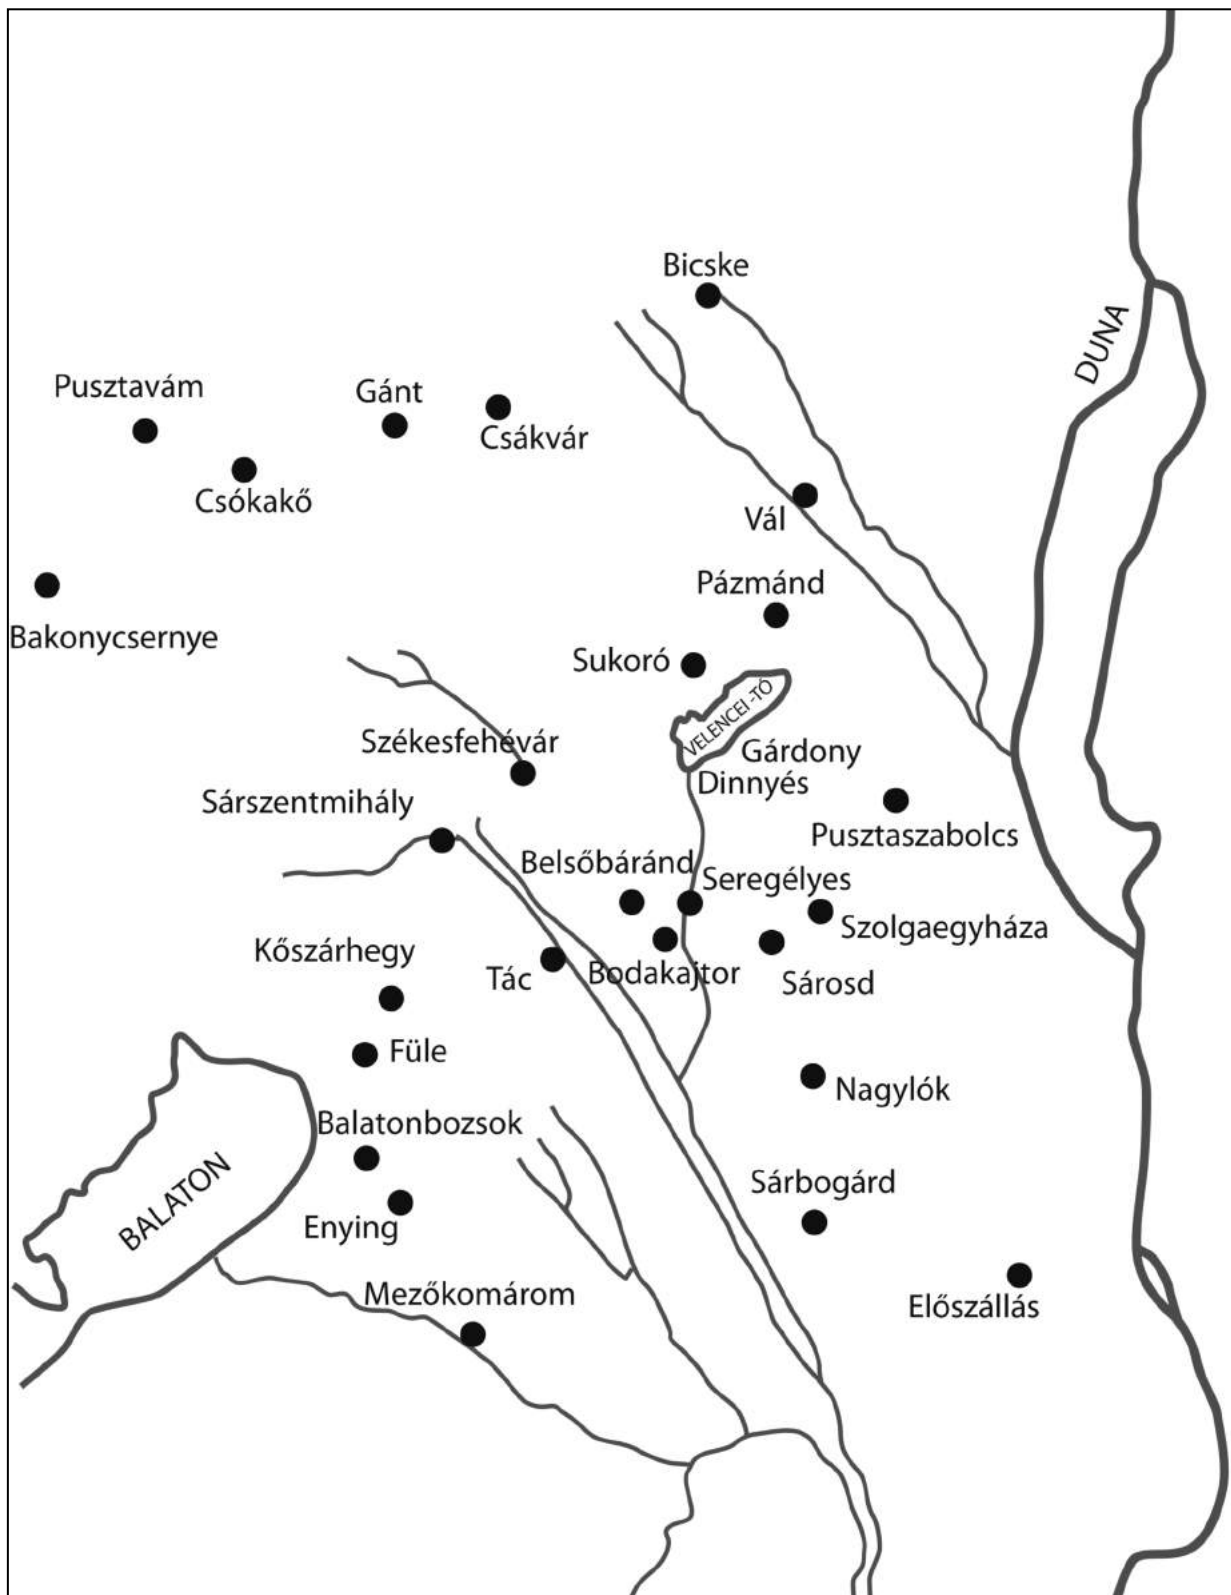 Bicske
DUNA
Pusztavám
Gánt
Csákvár
Csókakő
Vál
Pázmánd
Bakonycsernye
Sukoró
VELENCEI-TÓ
Székesfehévár
Gárdony
Dinnyés
Sárszentmihály
Pusztaszabolcs
Belsőbáránd
Seregélyes
Szolgaegyháza
Kőszárhegy
Tác
Bodakajtor
Sárosd
Füle
Nagylók
Balatonbozsok
BALATON
Sárbogárd
Enying
Mezőkomárom
Előszállás